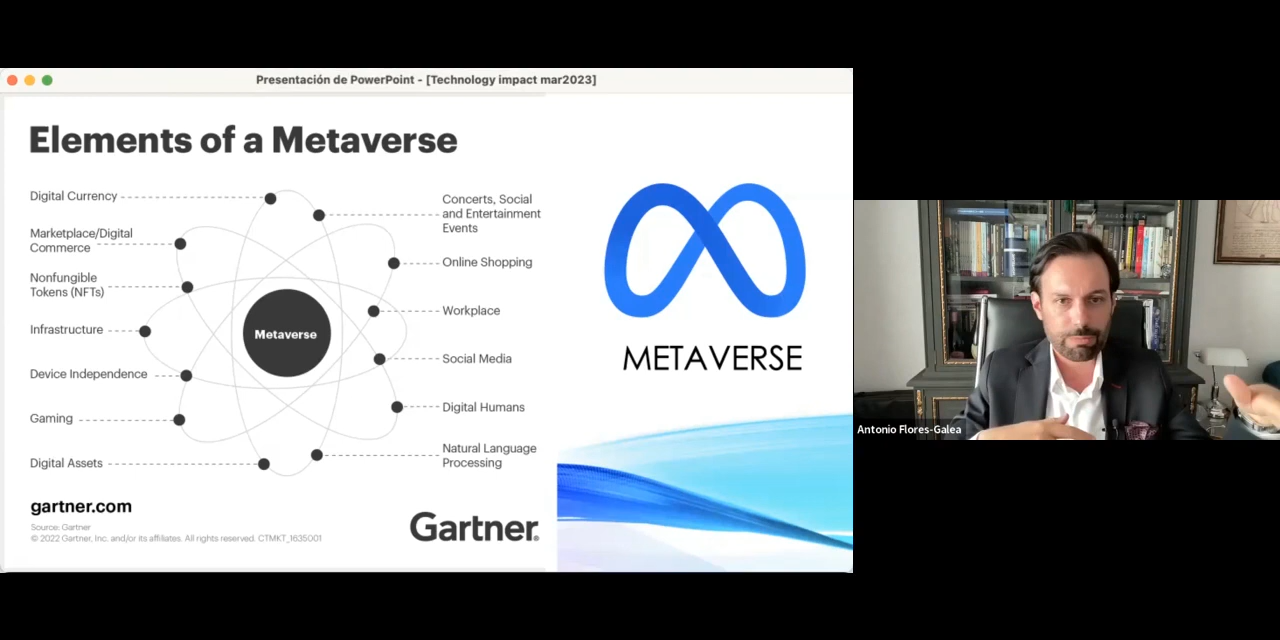 Presentación de PowerPoint - [Technology impact mar2023]
Elements of a Metaverse
Digital Currency
Marketplace/Digital
Commerce
Nonfungible
Tokens (NFTs)
Infrastructure
Device Independence
Gaming
Digital Assets
Metaverse
Concerts, Social
and Entertainment
Events
Online Shopping
Workplace
Social Media
Digital Humans
Natural Language
Processing
gartner.com
Source: Gartner
© 2022 Gartner, Inc. and/or its affiliates. All rights reserved. CTMKT_1635001
Gartner®
METAVERSE
Antonio Flores-Galea